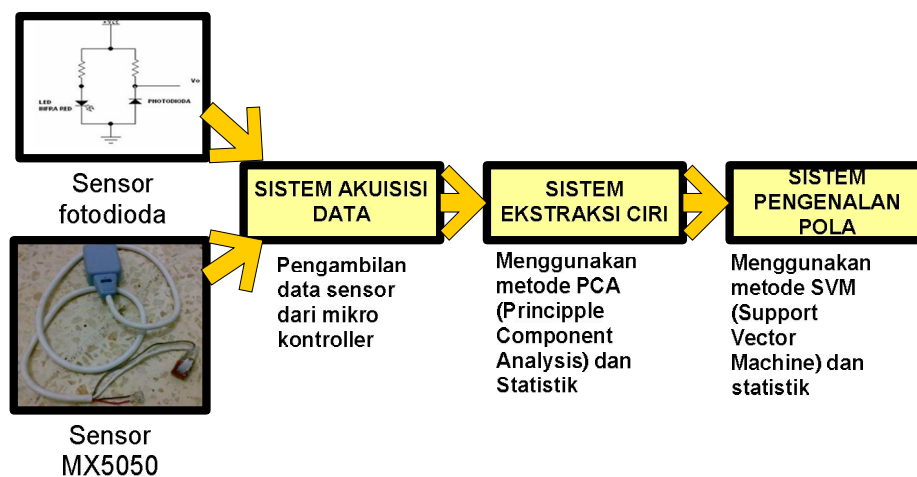 +VCC
Vo
LED
INFRA RED
PHOTODIODA
Sensor
fotodioda
SISTEM AKUISISI
DATA
Pengambilan
data sensor
dari mikro
kontroller
SISTEM
EKSTRAKSI CIRI
Menggunakan
metode PCA
(Principple
Component
Analysis) dan
Statistik
SISTEM
PENGENALAN
POLA
Menggunakan
metode SVM
(Support
Vector
Machine) dan
statistik
Sensor
MX5050